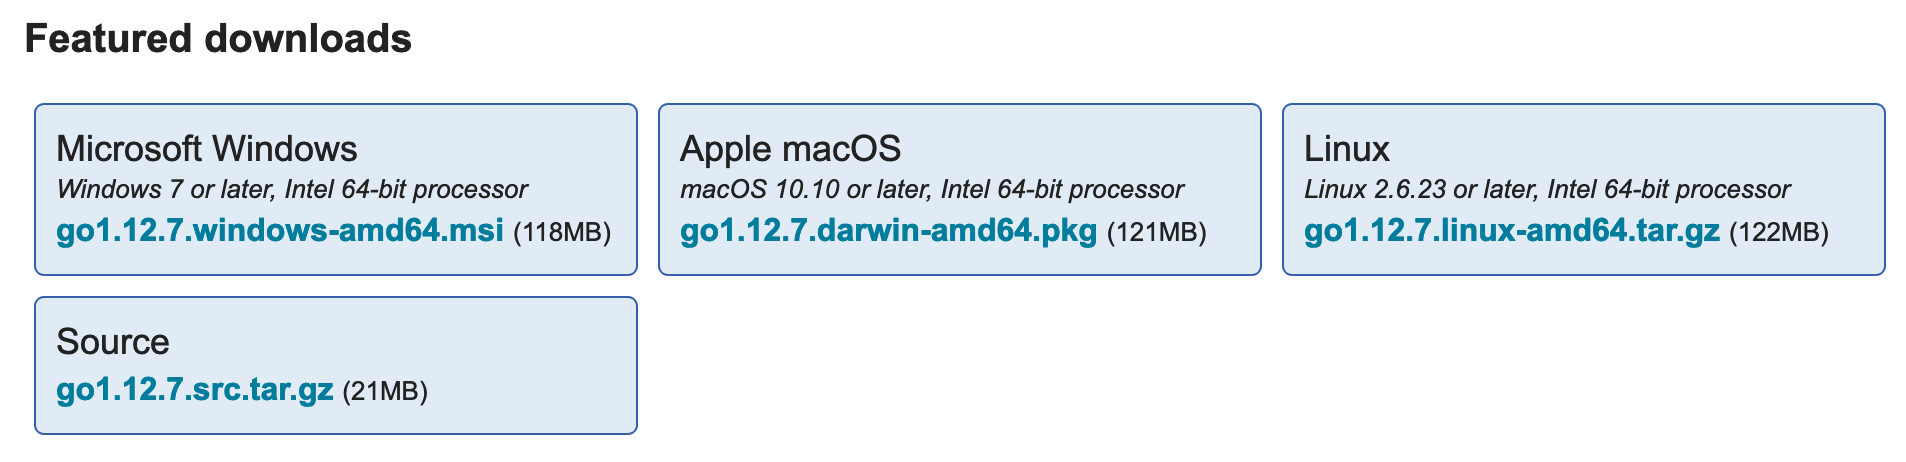 Featured downloads
Microsoft Windows
Windows 7 or later, Intel 64-bit processor
go1.12.7.windows-amd64.msi (118MB)
Apple macOS
macOS 10.10 or later, Intel 64-bit processor
go1.12.7.darwin-amd64.pkg (121MB)
Linux
Linux 2.6.23 or later, Intel 64-bit processor
go1.12.7.linux-amd64.tar.gz (122MB)
Source
go1.12.7.src.tar.gz (21MB)